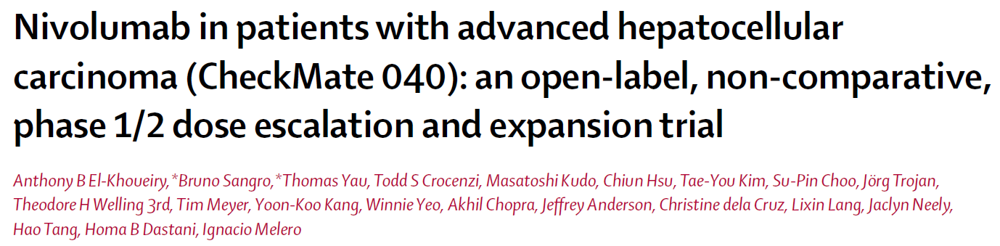 Nivolumab in patients with advanced hepatocellular
carcinoma (CheckMate 040): an open-label, non-comparative,
phase 1/2 dose escalation and expansion trial
Anthony B El-Khoueiry,*Bruno Sangro,*Thomas Yau, Todd S Crocenzi, Masatoshi Kudo, Chiun Hsu, Tae-You Kim, Su-Pin Choo, Jörg Trojan,
Theodore H Welling 3rd, Tim Meyer, Yoon-Koo Kang, Winnie Yeo, Akhil Chopra, Jeffrey Anderson, Christine dela Cruz, Lixin Lang, Jaclyn Neely,
Hao Tang, Homa B Dastani, Ignacio Melero